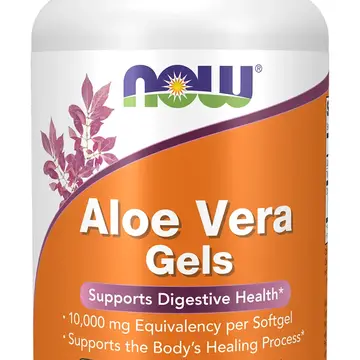 NOW®
Aloe Vera
Gels
Supports Digestive Health*
• 10,000 mg Equivalency per Softgel
• Supports the Body's Healing Process*